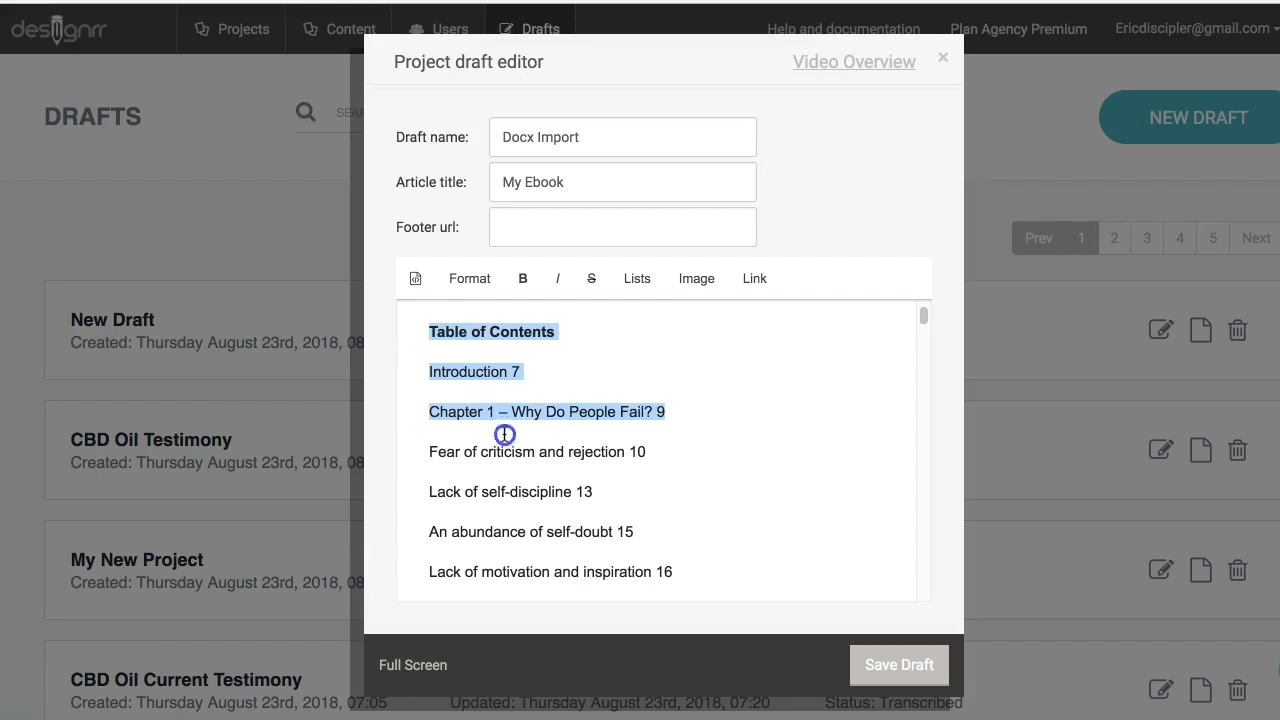 designrr Projects Content Users Drafts Help and documentation Plan Agency Premium Ericdiscipler@gmail.com
Project draft editor Video Overview ×
DRAFTS SEAR NEW DRAFT
Draft name: Docx Import
Article title: My Ebook
Footer url:
Prev 1 2 3 4 5 Next
Format B I S Lists Image Link
New Draft
Created: Thursday August 23rd, 2018, 08
CBD Oil Testimony
Created: Thursday August 23rd, 2018, 08
My New Project
Created: Thursday August 23rd, 2018, 08
CBD Oil Current Testimony
Created: Thursday August 23rd, 2018, 07:05 Updated: Thursday August 23rd, 2018, 07:20 Status: Transcribed
Table of Contents
Introduction 7
Chapter 1 – Why Do People Fail? 9
Fear of criticism and rejection 10
Lack of self-discipline 13
An abundance of self-doubt 15
Lack of motivation and inspiration 16
Full Screen Save Draft